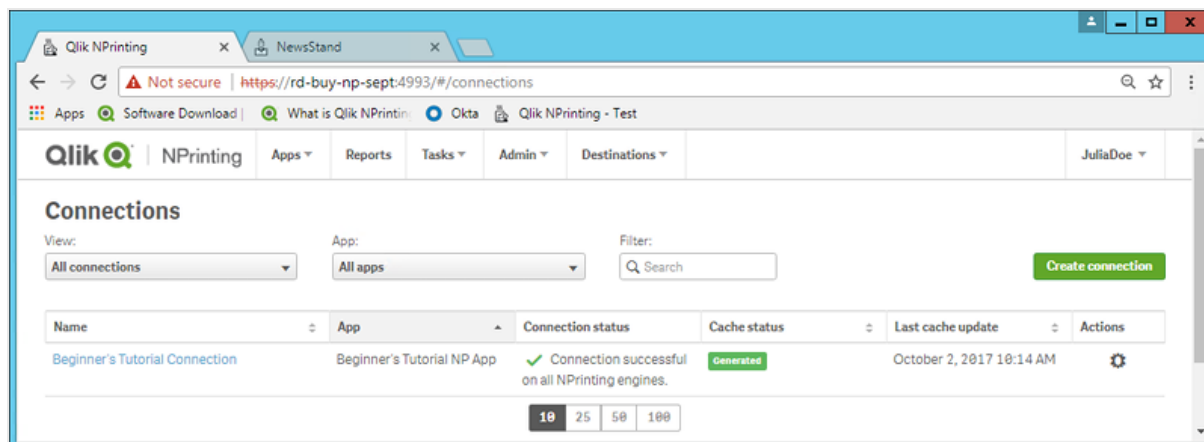 Qlik NPrinting
NewsStand
Not secure | https://rd-buy-np-sept:4993/#/connections
Apps Software Download | What is Qlik NPrintin Okta Qlik NPrinting - Test
Qlik NPrinting Apps Reports Tasks Admin Destinations JuliaDoe
Connections
View: App: Filter:
All connections All apps Search Create connection
Name App Connection status Cache status Last cache update Actions
Beginner's Tutorial Connection Beginner's Tutorial NP App Connection successful Generated October 2, 2017 10:14 AM
on all NPrinting engines.
10 25 50 100